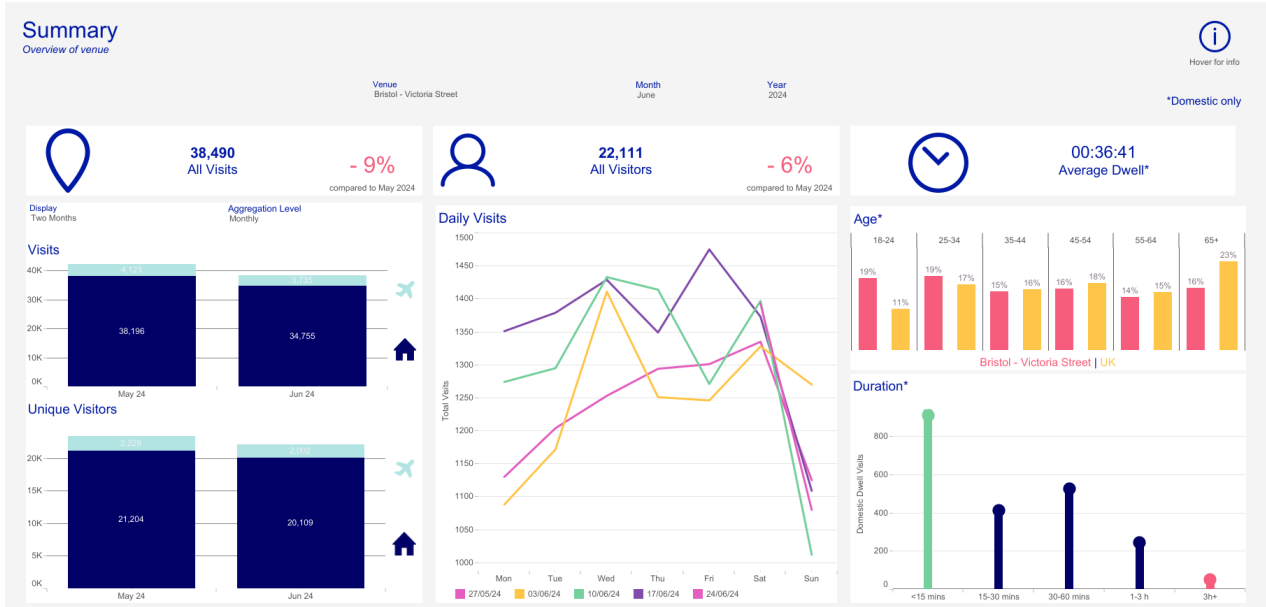 Summary
Overview of venue
Hover for info
Venue
Bristol - Victoria Street
Month
June
Year
2024
*Domestic only
38,490
All Visits
- 9%
compared to May 2024
22,111
All Visitors
- 6%
compared to May 2024
00:36:41
Average Dwell*
Display
Two Months
Aggregation Level
Monthly
Visits
40K
30K
20K
10K
0K
4,123
38,196
3,735
34,755
May 24
Jun 24
Unique Visitors
20K
15K
10K
5K
0K
2,229
21,204
2,002
20,109
May 24
Jun 24
Daily Visits
Total Visits
1500
1450
1400
1350
1300
1250
1200
1150
1100
1050
1000
Mon Tue Wed Thu Fri Sat Sun
27/05/24 03/06/24 10/06/24 17/06/24 24/06/24
Age*
18-24 25-34 35-44 45-54 55-64 65+
19% 11% 19% 17% 15% 16% 16% 18% 14% 15% 16% 23%
Bristol - Victoria Street | UK
Duration*
Domestic Dwell Visits
800
600
400
200
0
<15 mins 15-30 mins 30-60 mins 1-3 h 3h+